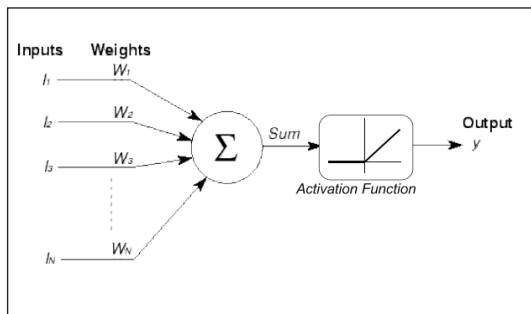 Inputs Weights
I1 W1
I2 W2
I3 W3
IN WN
Σ
Sum
Activation Function
Output
y